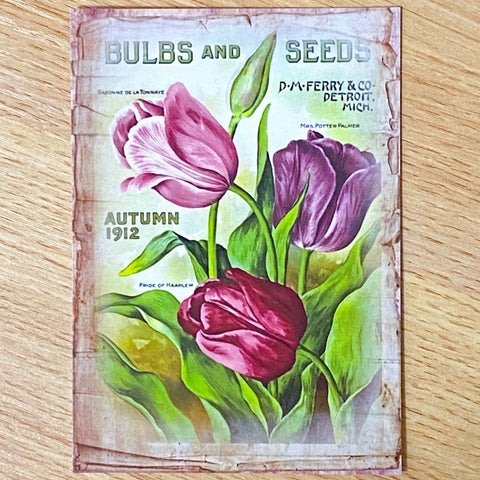 BULBS AND SEEDS
BARONNE DE LA TONNAYE
D·M·FERRY & CO·
DETROIT,
MICH.
MRS. POTTER PALMER
AUTUMN
1912
PRIDE OF HAARLEM